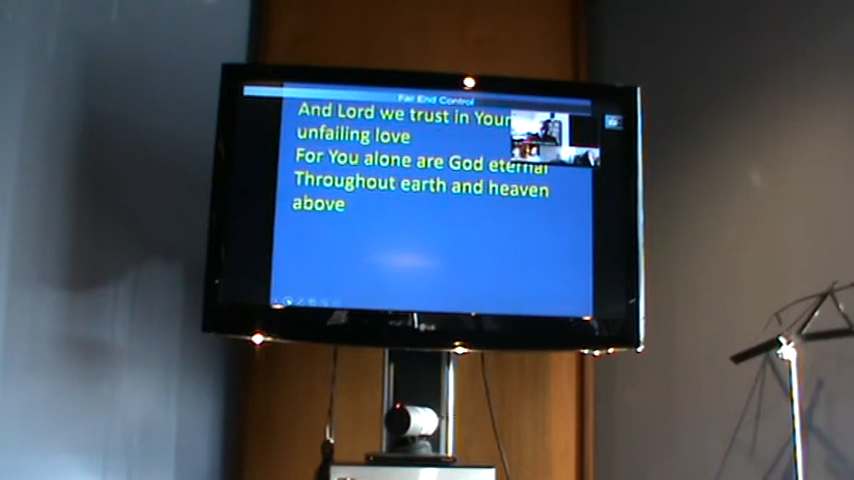 Far End Control
And Lord we trust in Your
unfailing love
For You alone are God eternal
Throughout earth and heaven
above
LG